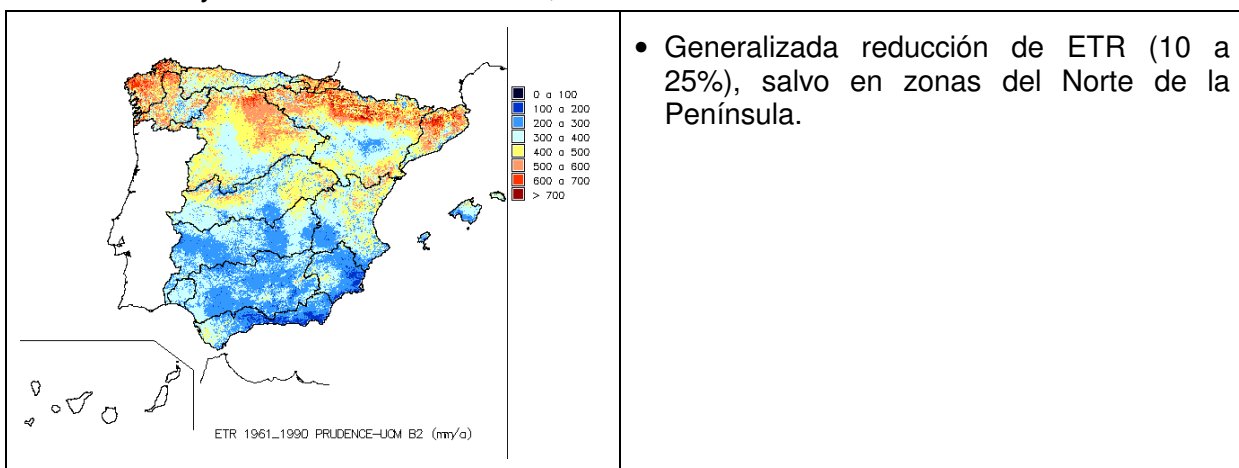 0 a 100
100 a 200
200 a 300
300 a 400
400 a 500
500 a 600
600 a 700
> 700
ETR 1961_1990 PRUDENCE-UCM B2 (mm/a)
• Generalizada reducción de ETR (10 a
25%), salvo en zonas del Norte de la
Península.